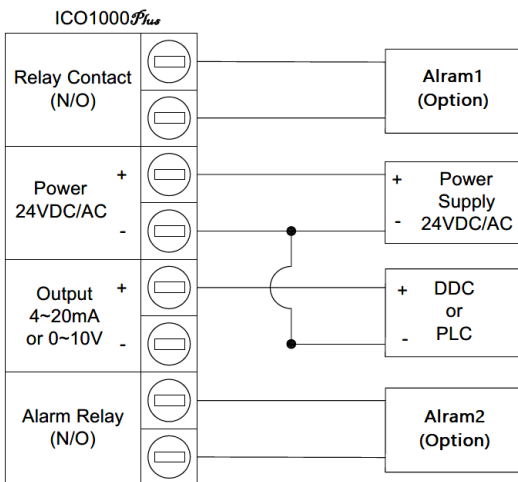 ICO1000Plus
Relay Contact
(N/O)
Alram1
(Option)
Power
24VDC/AC
+
-
+
-
Power
Supply
24VDC/AC
Output
4~20mA
or 0~10V
+
-
+
-
DDC
or
PLC
Alarm Relay
(N/O)
Alram2
(Option)